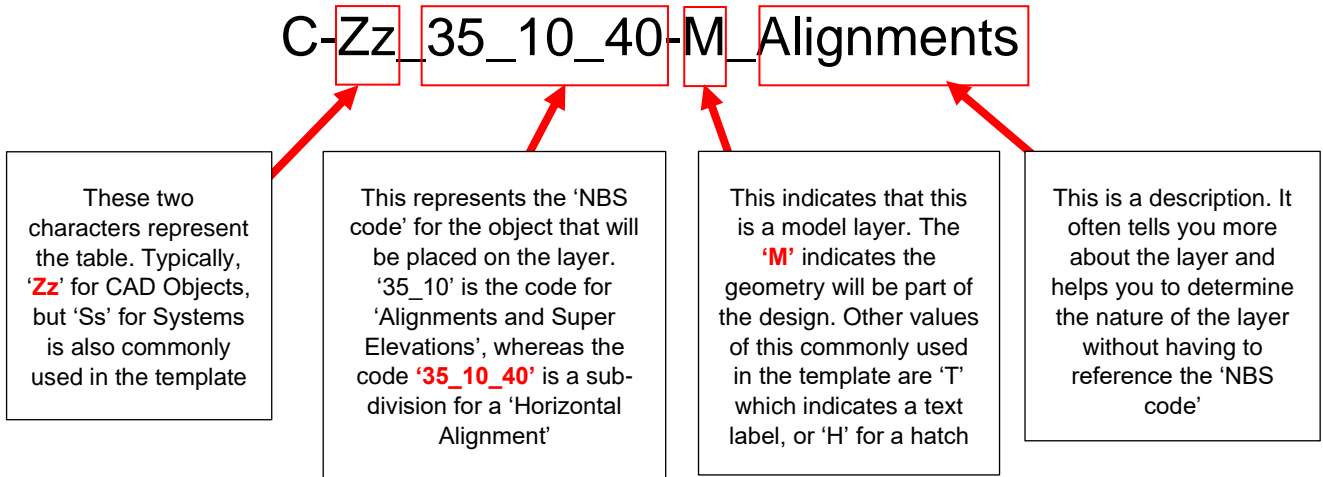 C-Zz_35_10_40-M_Alignments
These two
characters represent
the table. Typically,
‘Zz’ for CAD Objects,
but ‘Ss’ for Systems
is also commonly
used in the template
This represents the ‘NBS
code’ for the object that will
be placed on the layer.
‘35_10’ is the code for
‘Alignments and Super
Elevations’, whereas the
code ‘35_10_40’ is a sub-
division for a ‘Horizontal
Alignment’
This indicates that this
is a model layer. The
‘M’ indicates the
geometry will be part of
the design. Other values
of this commonly used
in the template are ‘T’
which indicates a text
label, or ‘H’ for a hatch
This is a description. It
often tells you more
about the layer and
helps you to determine
the nature of the layer
without having to
reference the ‘NBS
code’